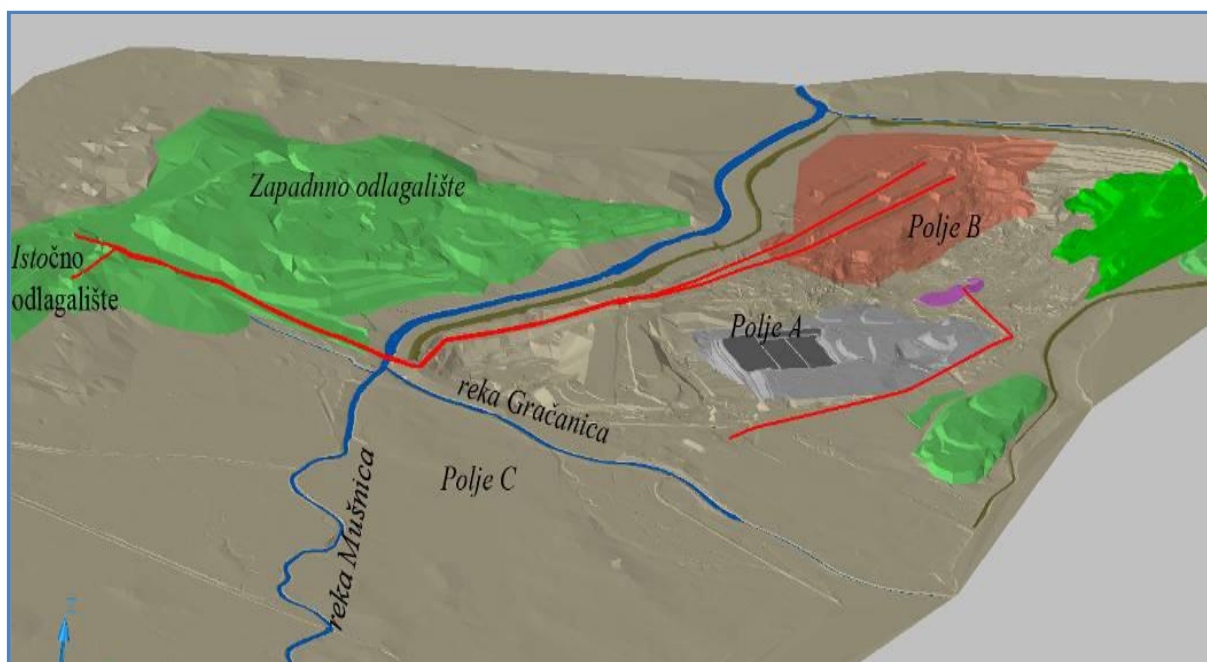 Zapadnno odlagalište
Polje B
Istočno
odlagalište
Polje A
reka Gračanica
Polje C
reka Mušnica